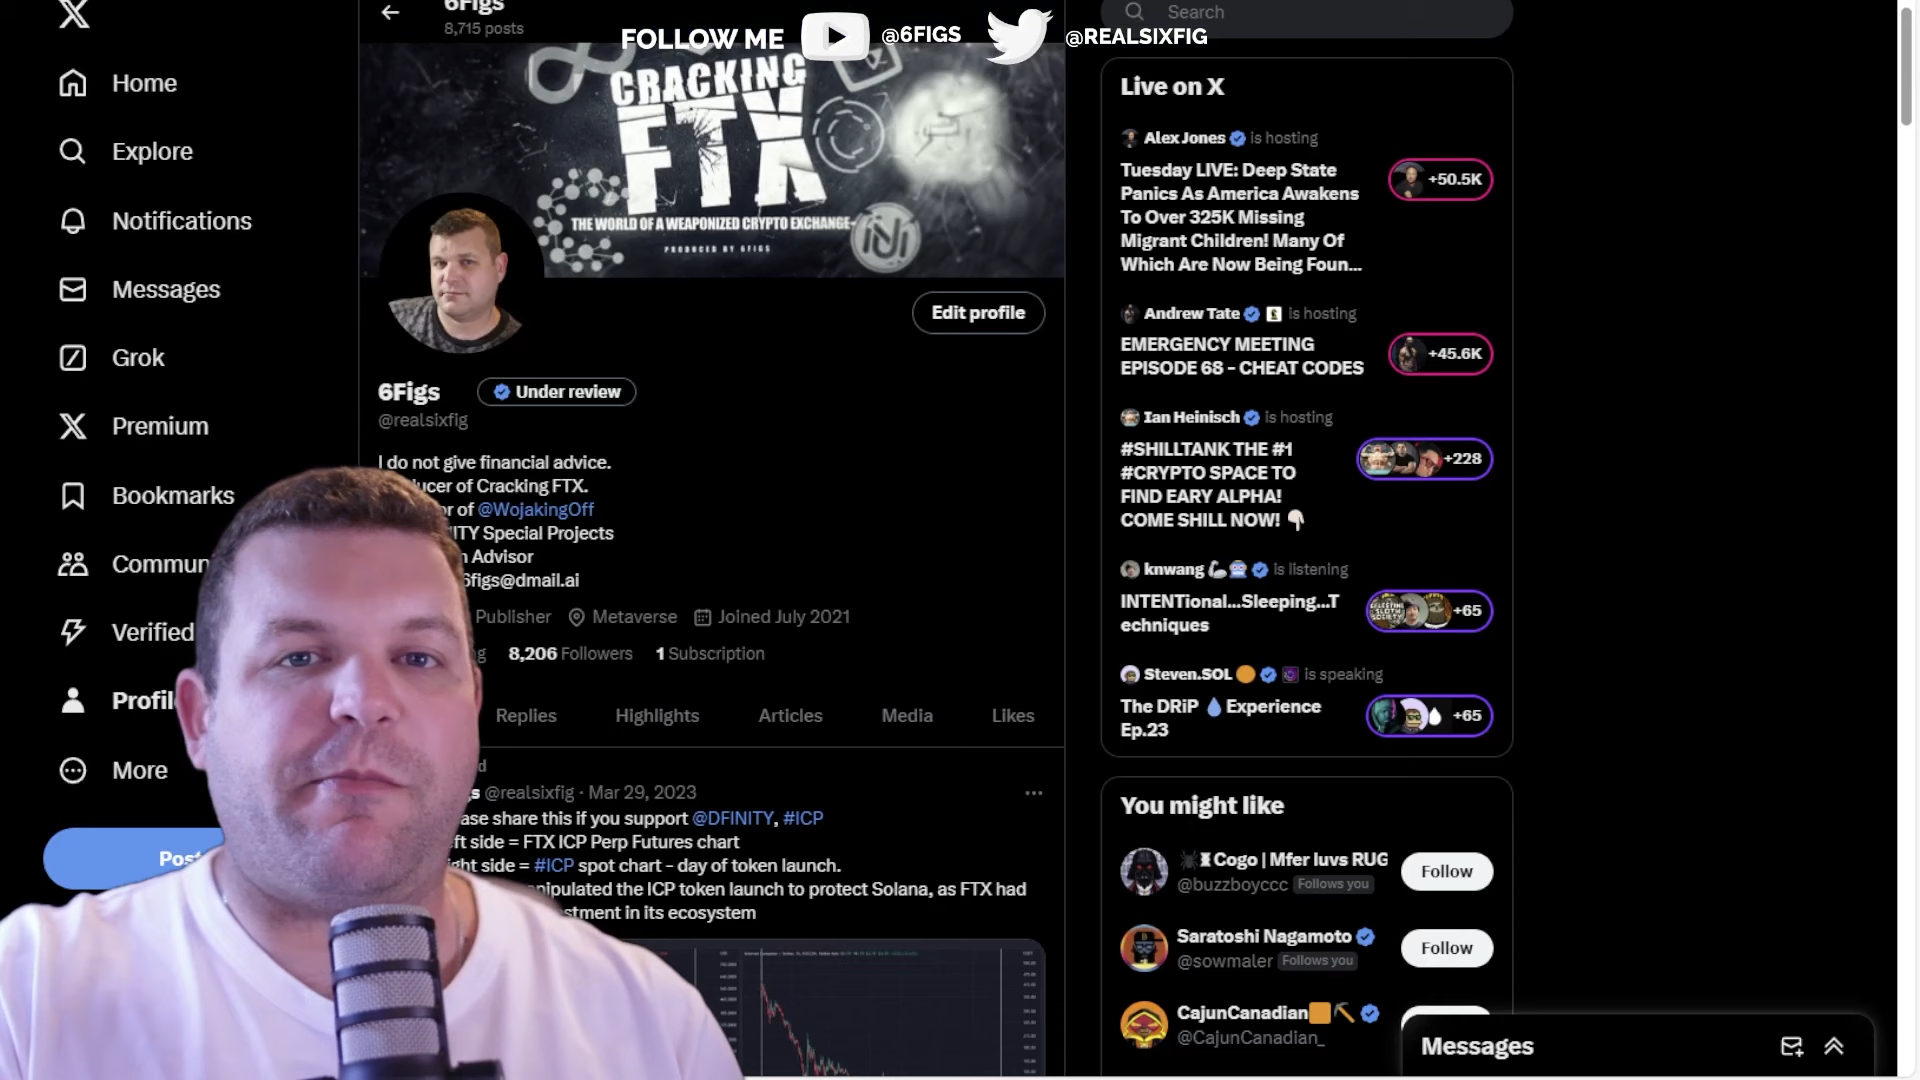 6Figs
8,715 posts
FOLLOW ME @6FIGS @REALSIXFIG
Search
Home
Explore
Notifications
Messages
Grok
Premium
Bookmarks
Commun
Verified
Profil
More
Post
CRACKING
FTX
THE WORLD OF A WEAPONIZED CRYPTO EXCHANGE
PRODUCED BY 6FIGS
Edit profile
6Figs Under review
@realsixfig
I do not give financial advice.
ucer of Cracking FTX.
or of @WojakingOff
ITY Special Projects
n Advisor
6figs@dmail.ai
Publisher Metaverse Joined July 2021
g 8,206 Followers 1 Subscription
Replies Highlights Articles Media Likes
d
s @realsixfig · Mar 29, 2023
ase share this if you support @DFINITY, #ICP
eft side = FTX ICP Perp Futures chart
ght side = #ICP spot chart - day of token launch.
nipulated the ICP token launch to protect Solana, as FTX had
stment in its ecosystem
Live on X
Alex Jones is hosting
Tuesday LIVE: Deep State
Panics As America Awakens
To Over 325K Missing
Migrant Children! Many Of
Which Are Now Being Foun...
+50.5K
Andrew Tate is hosting
EMERGENCY MEETING
EPISODE 68 - CHEAT CODES
+45.6K
Ian Heinisch is hosting
#SHILLTANK THE #1
#CRYPTO SPACE TO
FIND EARY ALPHA!
COME SHILL NOW! 👇
+228
knwang is listening
INTENTional...Sleeping...T
echniques
+65
Steven.SOL is speaking
The DRiP 💧 Experience
Ep.23
+65
You might like
Cogo | Mfer luvs RUG
@buzzboyccc Follows you
Follow
Saratoshi Nagamoto
@sowmaler Follows you
Follow
CajunCanadian
@CajunCanadian_
Messages